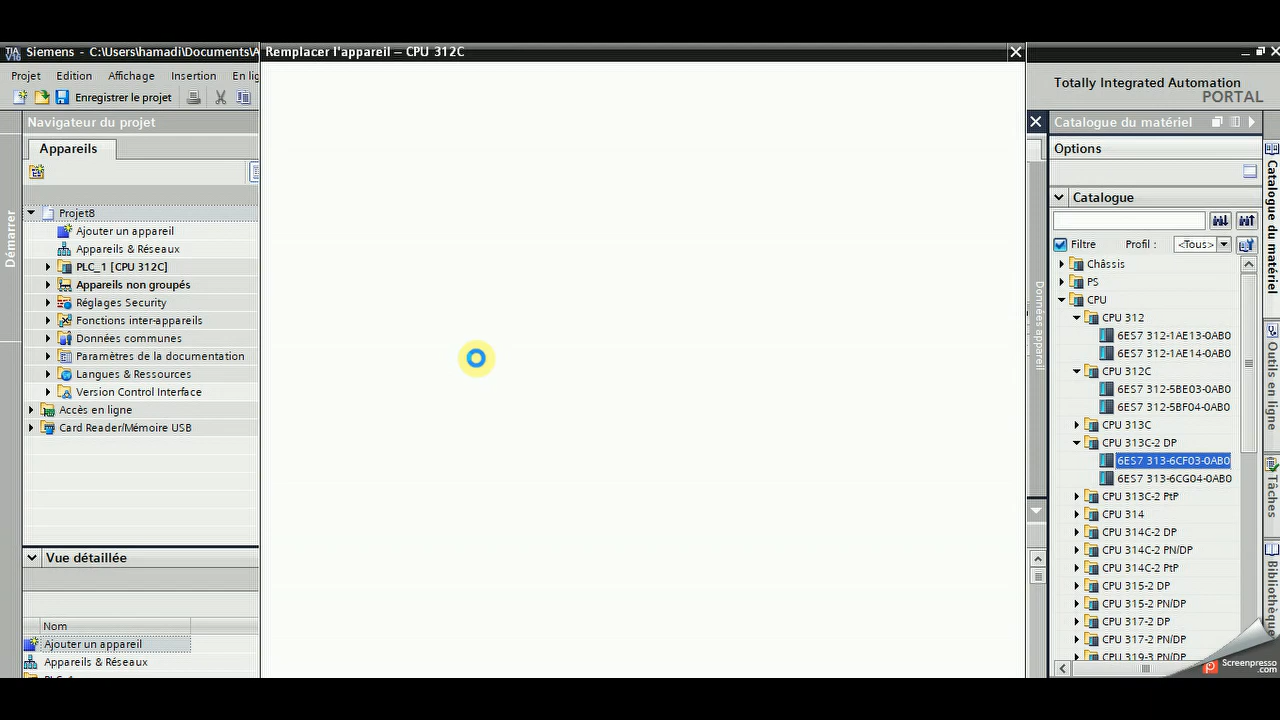 TIA V16 Siemens - C:\Users\hamadi\Documents\A
Remplacer l'appareil – CPU 312C
Projet Edition Affichage Insertion En lig
Enregistrer le projet
Totally Integrated Automation
PORTAL
Navigateur du projet
Appareils
Démarrer
Projet8
Ajouter un appareil
Appareils & Réseaux
PLC_1 [CPU 312C]
Appareils non groupés
Réglages Security
Fonctions inter-appareils
Données communes
Paramètres de la documentation
Langues & Ressources
Version Control Interface
Accès en ligne
Card Reader/Mémoire USB
Vue détaillée
Nom
Ajouter un appareil
Appareils & Réseaux
Données appareil
Catalogue du matériel
Options
Catalogue
Filtre Profil : <Tous>
Châssis
PS
CPU
CPU 312
6ES7 312-1AE13-0AB0
6ES7 312-1AE14-0AB0
CPU 312C
6ES7 312-5BE03-0AB0
6ES7 312-5BF04-0AB0
CPU 313C
CPU 313C-2 DP
6ES7 313-6CF03-0AB0
6ES7 313-6CG04-0AB0
CPU 313C-2 PtP
CPU 314
CPU 314C-2 DP
CPU 314C-2 PN/DP
CPU 314C-2 PtP
CPU 315-2 DP
CPU 315-2 PN/DP
CPU 317-2 DP
CPU 317-2 PN/DP
CPU 319-3 PN/DP
Catalogue du matériel
Outils en ligne
Tâches
Bibliothèque
Screenpresso
.com